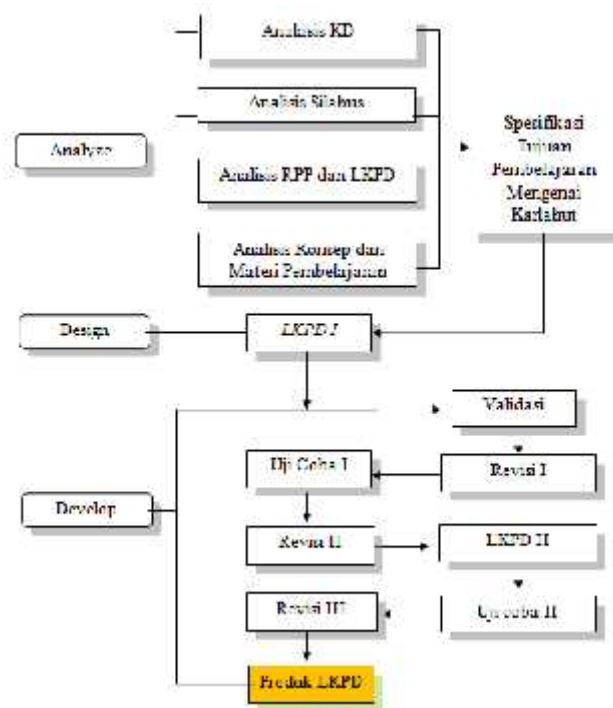 Analisis KD
Analisis Silabus
Analyze
Analisis RPP dan LKPD
Analisis Konsep dan
Materi Pembelajaran
Spesifikasi
Tujuan
Pembelajaran
Mengenai
Karlahut
Design
LKPD I
Validasi
Uji Coba I
Revisi I
Develop
Revisi II
LKPD II
Revisi III
Uji coba II
Produk LKPD